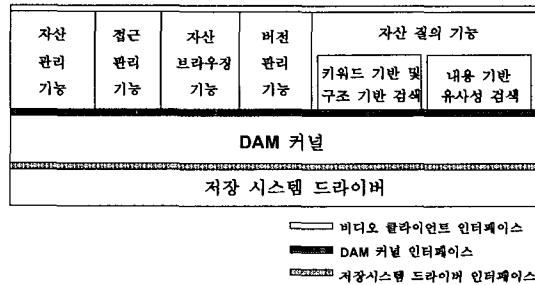 자산
관리
기능
접근
관리
기능
자산
브라우징
기능
버전
관리
기능
자산 질의 기능
키워드 기반 및
구조 기반 검색
내용 기반
유사성 검색
DAM 커널
저장 시스템 드라이버
비디오 클라이언트 인터페이스
DAM 커널 인터페이스
저장시스템 드라이버 인터페이스